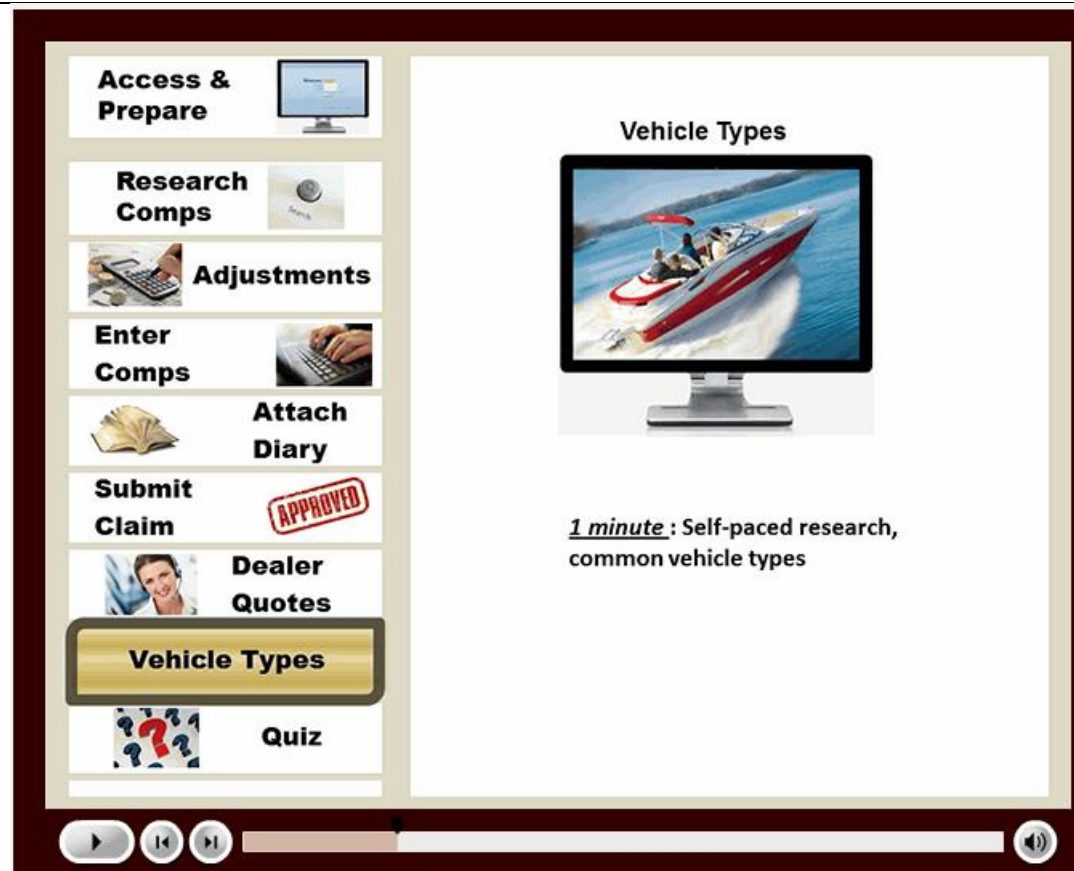 Access &
Prepare
Research
Comps
Search
Adjustments
Enter
Comps
Attach
Diary
Submit
Claim
APPROVED
Dealer
Quotes
Vehicle Types
Quiz
Vehicle Types
1 minute : Self-paced research,
common vehicle types